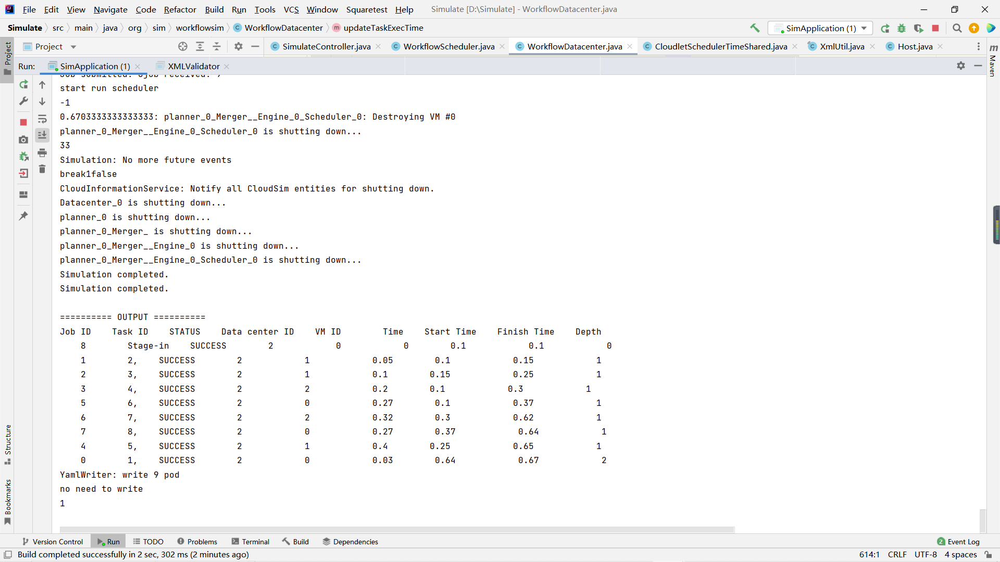 File Edit View Navigate Code Refactor Build Run Tools VCS Window Squaretest Help Simulate [D:\Simulate] - WorkflowDatacenter.java
Simulate src main java org sim workflowsim WorkflowDatacenter updateTaskExecTime SimApplication (1)
Project SimulateController.java WorkflowScheduler.java WorkflowDatacenter.java CloudletSchedulerTimeShared.java XmlUtil.java Host.java
Project
Maven
Run: SimApplication (1) XMLValidator
start run scheduler
-1
0.6703333333333333: planner_0_Merger__Engine_0_Scheduler_0: Destroying VM #0
planner_0_Merger__Engine_0_Scheduler_0 is shutting down...
33
Simulation: No more future events
break1false
CloudInformationService: Notify all CloudSim entities for shutting down.
Datacenter_0 is shutting down...
planner_0 is shutting down...
planner_0_Merger_ is shutting down...
planner_0_Merger__Engine_0 is shutting down...
planner_0_Merger__Engine_0_Scheduler_0 is shutting down...
Simulation completed.
Simulation completed.
========== OUTPUT ==========
Job ID Task ID STATUS Data center ID VM ID Time Start Time Finish Time Depth
8 Stage-in SUCCESS 2 0 0 0.1 0.1 0
1 2, SUCCESS 2 1 0.05 0.1 0.15 1
2 3, SUCCESS 2 1 0.1 0.15 0.25 1
3 4, SUCCESS 2 2 0.2 0.1 0.3 1
5 6, SUCCESS 2 0 0.27 0.1 0.37 1
6 7, SUCCESS 2 2 0.32 0.3 0.62 1
7 8, SUCCESS 2 0 0.27 0.37 0.64 1
4 5, SUCCESS 2 1 0.4 0.25 0.65 1
0 1, SUCCESS 2 0 0.03 0.64 0.67 2
YamlWriter: write 9 pod
no need to write
1
Structure
Bookmarks
Version Control Run TODO Problems Terminal Build Dependencies 2 Event Log
Build completed successfully in 2 sec, 302 ms (2 minutes ago) 614:1 CRLF UTF-8 4 spaces